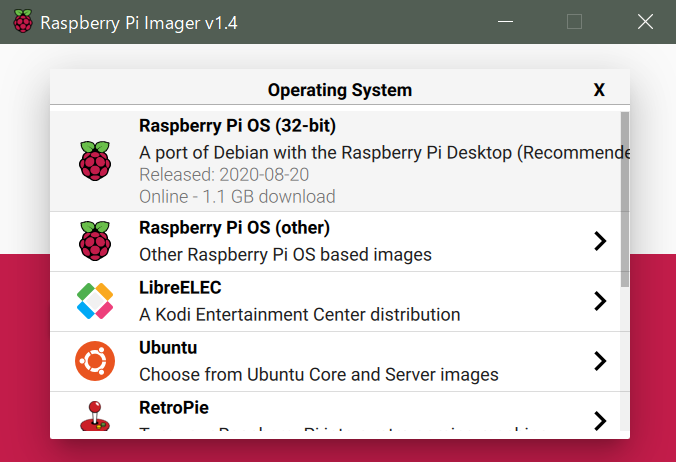 Raspberry Pi Imager v1.4
Operating System X
Raspberry Pi OS (32-bit)
A port of Debian with the Raspberry Pi Desktop (Recommende
Released: 2020-08-20
Online - 1.1 GB download
Raspberry Pi OS (other)
Other Raspberry Pi OS based images
LibreELEC
A Kodi Entertainment Center distribution
Ubuntu
Choose from Ubuntu Core and Server images
RetroPie